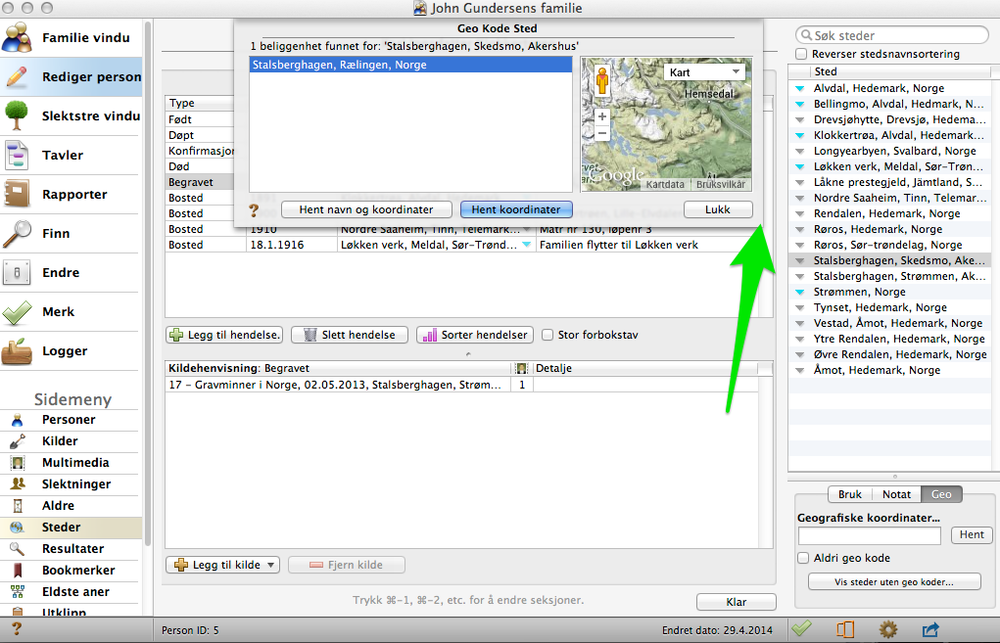 John Gundersens familie
Familie vindu
Rediger person
Slektstre vindu
Tavler
Rapporter
Finn
Endre
Merk
Logger
Sidemeny
Personer
Kilder
Multimedia
Slektninger
Aldre
Steder
Resultater
Bookmerker
Eldste aner
Utklipp
Geo Kode Sted
1 beliggenhet funnet for: 'Stalsberghagen, Skedsmo, Akershus'
Stalsberghagen, Rælingen, Norge
Kart
Hemsedal
Google
Kartdata
Bruksvilkår
?
Hent navn og koordinater
Hent koordinater
Lukk
Type
Født
Døpt
Konfirmasjon
Død
Begravet
Bosted
Bosted
Bosted 1910 Nordre Saaheim, Tinn, Telemark... Matr nr 130, løpenr 3
Bosted 18.1.1916 Løkken verk, Meldal, Sør-Trønd... Familien flyttet til Løkken verk
Legg til hendelse.
Slett hendelse
Sorter hendelser
Stor forbokstav
Kildehenvisning: Begravet
Detalje
17 – Gravminner i Norge, 02.05.2013, Stalsberghagen, Strøm... 1
Legg til kilde
Fjern kilde
Trykk ⌘-1, ⌘-2, etc. for å endre seksjoner.
Klar
Søk steder
Reverser stedsnavnsortering
Sted
Alvdal, Hedemark, Norge
Bellingmo, Alvdal, Hedmark, N...
Drevsjøhytte, Drevsjø, Hedema...
Klokkertrøa, Alvdal, Hedemark...
Longyearbyen, Svalbard, Norge
Løkken verk, Meldal, Sør-Trøn...
Låkne prestegjeld, Jämtland, S...
Nordre Saaheim, Tinn, Telemar...
Rendalen, Hedemark, Norge
Røros, Hedemark, Norge
Røros, Sør-trøndelag, Norge
Stalsberghagen, Skedsmo, Ake...
Stalsberghagen, Strømmen, Ak...
Strømmen, Norge
Tynset, Hedemark, Norge
Vestad, Åmot, Hedemark, Norge
Ytre Rendalen, Hedemark, Norge
Øvre Rendalen, Hedemark, Norge
Åmot, Hedemark, Norge
Bruk
Notat
Geo
Geografiske koordinater...
Hent
Aldri geo kode
Vis steder uten geo koder...
?
Person ID: 5
Endret dato: 29.4.2014